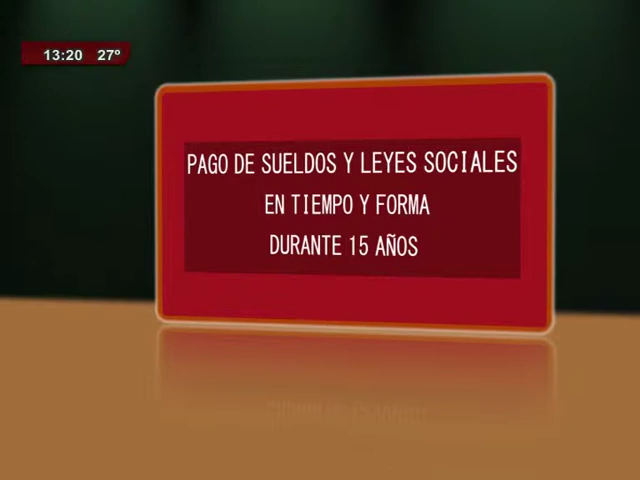 13:20 27º
PAGO DE SUELDOS Y LEYES SOCIALES
EN TIEMPO Y FORMA
DURANTE 15 AÑOS